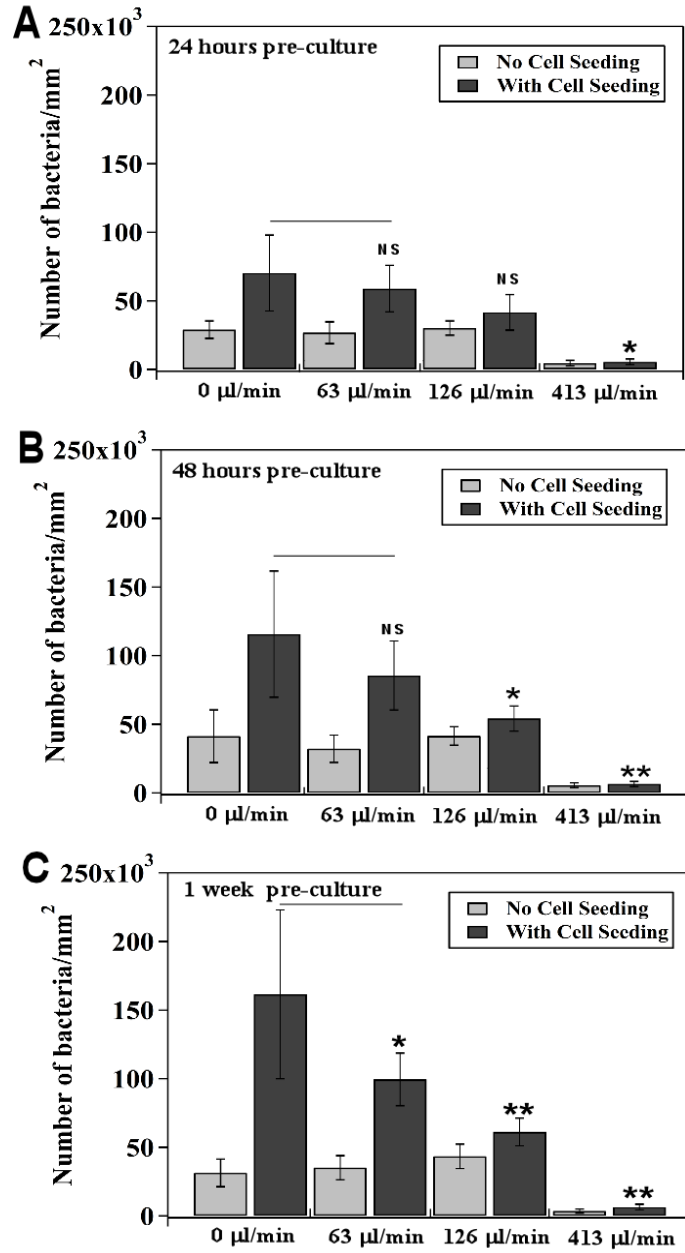 A
250x10³
24 hours pre-culture
No Cell Seeding
With Cell Seeding
200
150
100
50
0
Number of bacteria/mm²
NS
NS
*
0 μl/min 63 μl/min 126 μl/min 413 μl/min
B
250x10³
48 hours pre-culture
No Cell Seeding
With Cell Seeding
200
150
100
50
0
Number of bacteria/mm²
NS
*
**
0 μl/min 63 μl/min 126 μl/min 413 μl/min
C
250x10³
1 week pre-culture
No Cell Seeding
With Cell Seeding
200
150
100
50
0
Number of bacteria/mm²
*
**
**
0 μl/min 63 μl/min 126 μl/min 413 μl/min